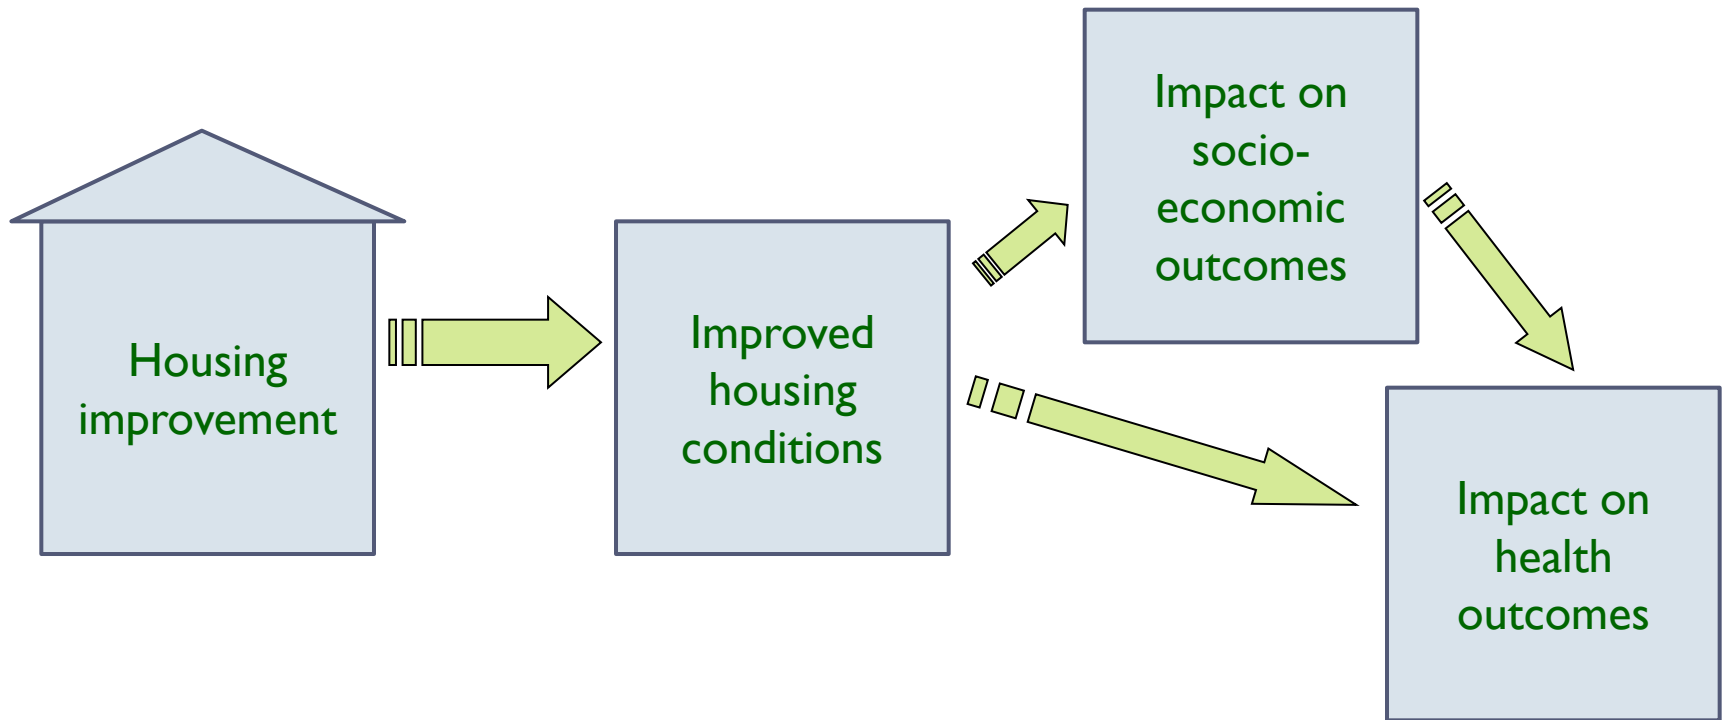 Housing
improvement
Improved
housing
conditions
Impact on
socio-
economic
outcomes
Impact on
health
outcomes